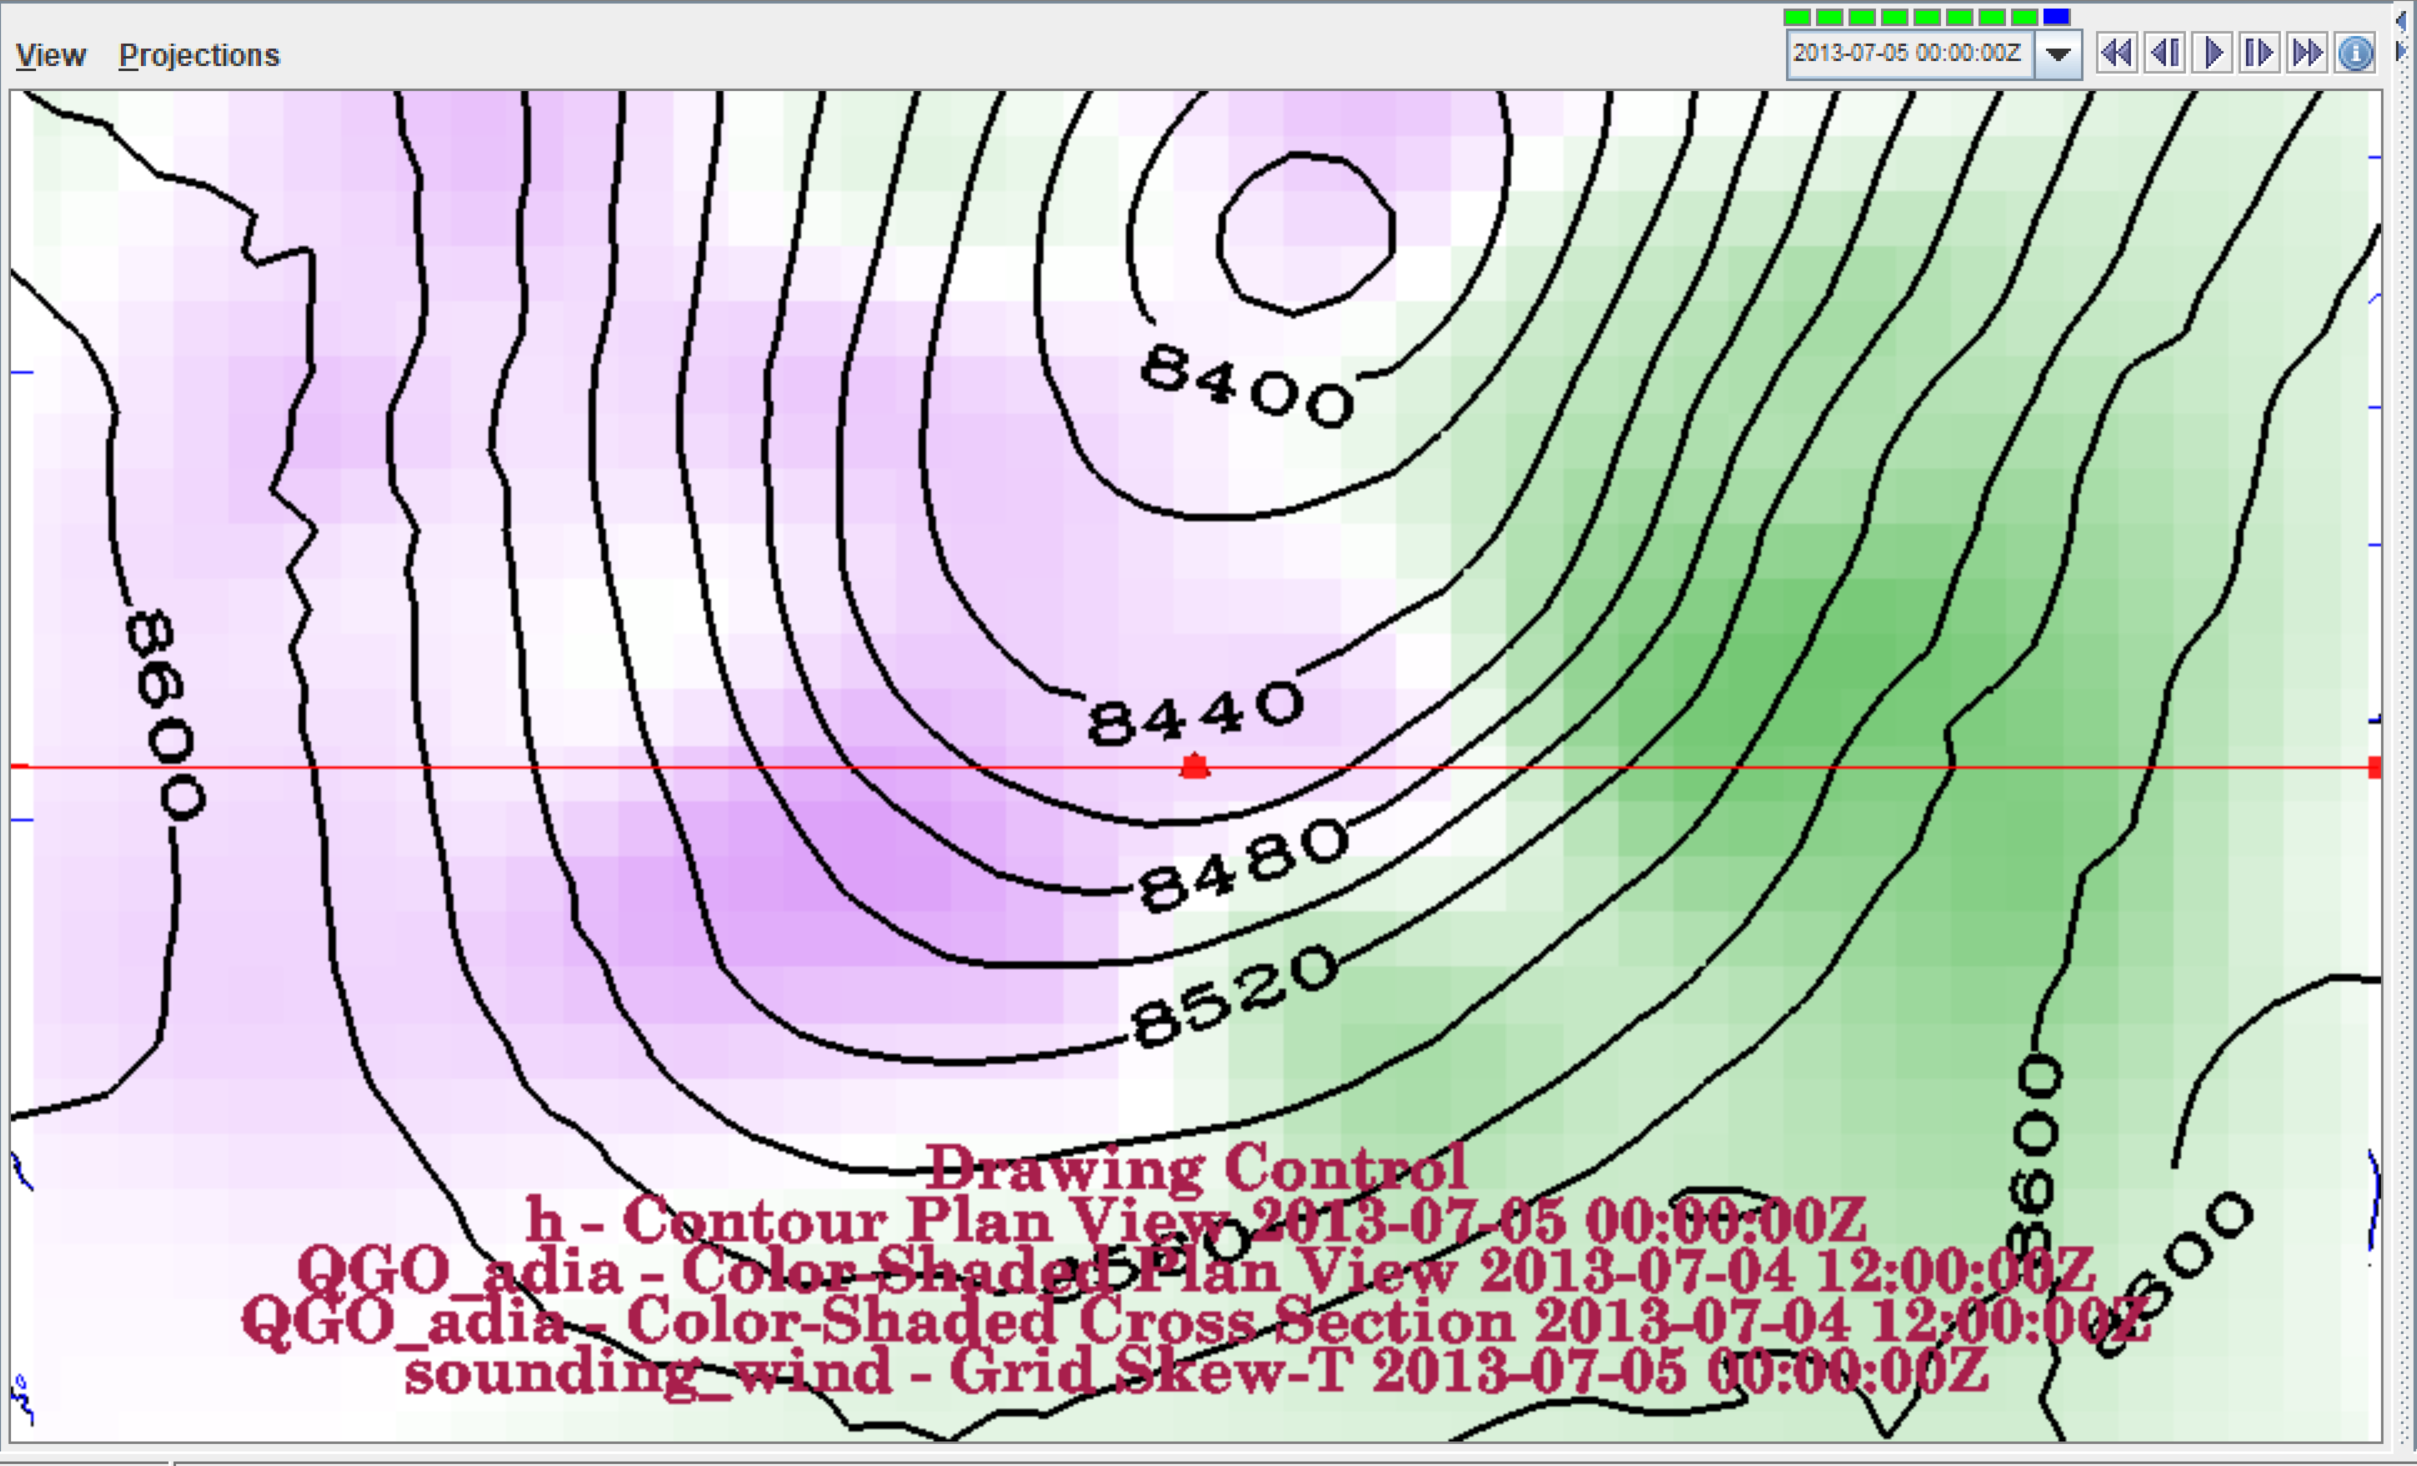 View Projections 2013-07-05 00:00:00Z
8400
8600
8440
8480
8520
8600
Drawing Control
h - Contour Plan View 2013-07-05 00:00:00Z
QGO_adia - Color-Shaded Plan View 2013-07-04 12:00:00Z
QGO_adia - Color-Shaded Cross Section 2013-07-04 12:00:00Z
sounding_wind - Grid Skew-T 2013-07-05 00:00:00Z